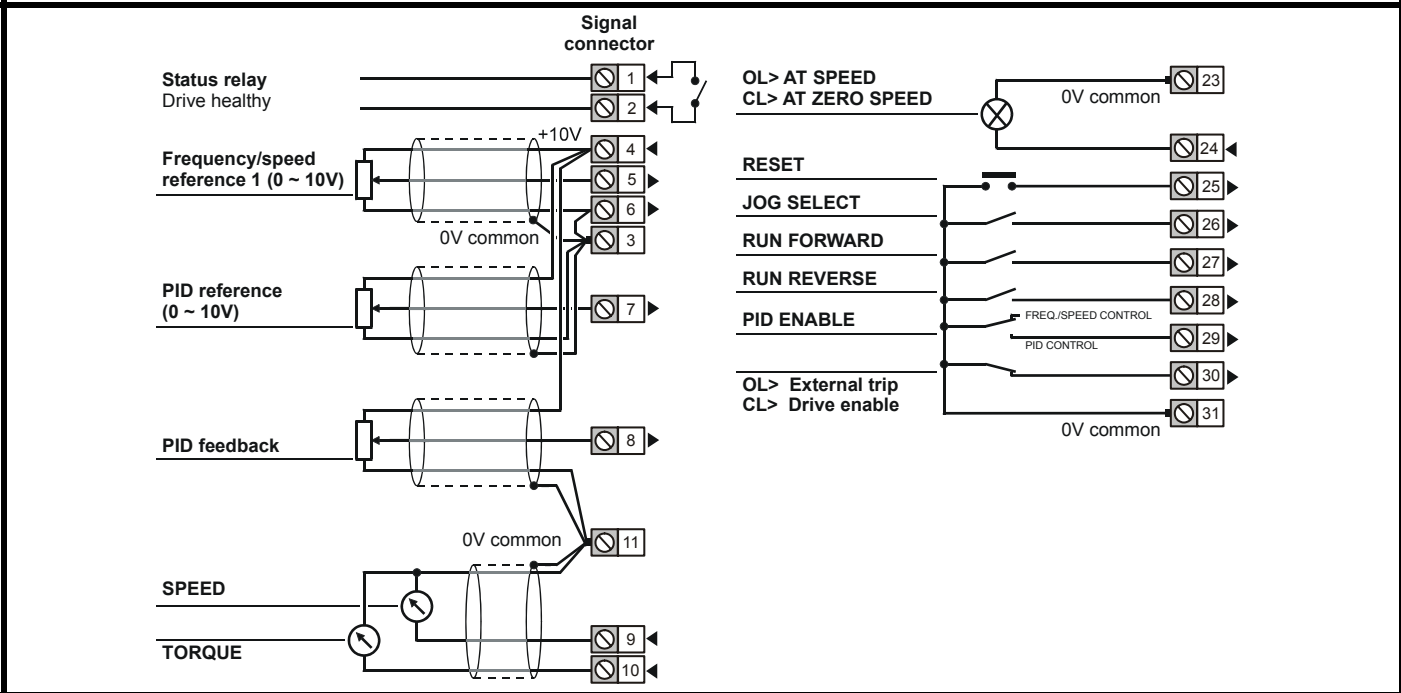 Signal
connector
Status relay
Drive healthy
1
2
+10V
4
Frequency/speed
reference 1 (0 ~ 10V)
5
6
0V common
3
PID reference
(0 ~ 10V)
7
PID feedback
8
0V common
11
SPEED
9
TORQUE
10
OL> AT SPEED
CL> AT ZERO SPEED
0V common
23
24
RESET
25
JOG SELECT
26
RUN FORWARD
27
RUN REVERSE
28
PID ENABLE
FREQ./SPEED CONTROL
29
PID CONTROL
30
OL> External trip
CL> Drive enable
31
0V common